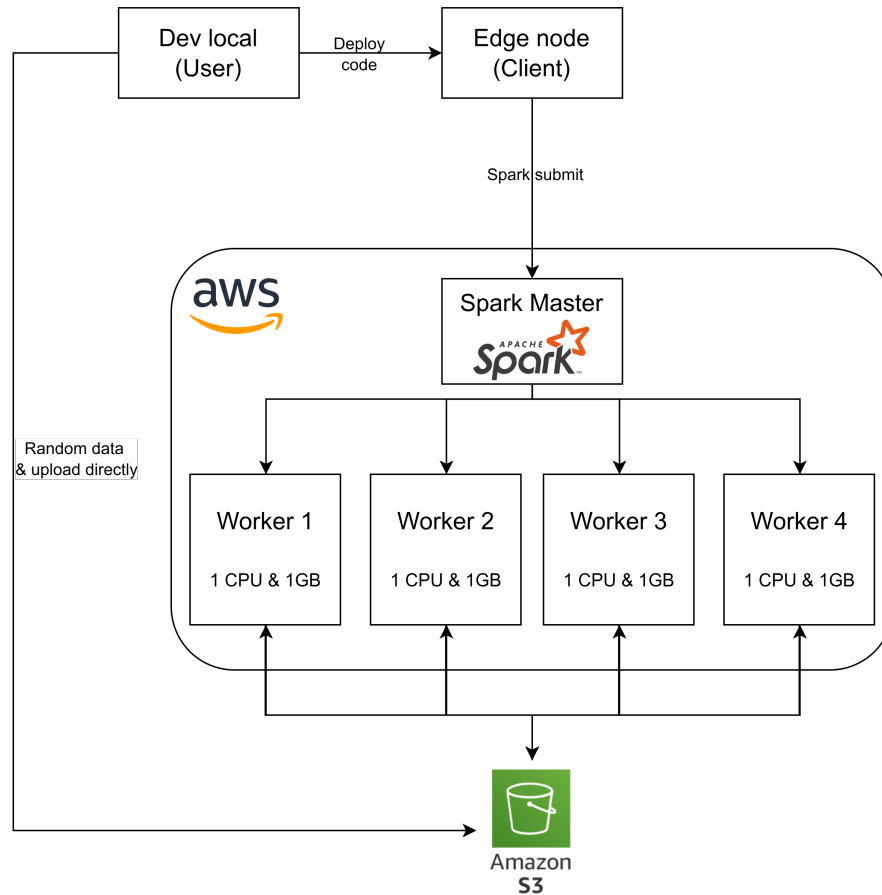 Dev local
(User)
Deploy
code
Edge node
(Client)
Spark submit
aws
Spark Master
APACHE
Spark™
Random data
& upload directly
Worker 1
1 CPU & 1GB
Worker 2
1 CPU & 1GB
Worker 3
1 CPU & 1GB
Worker 4
1 CPU & 1GB
Amazon
S3